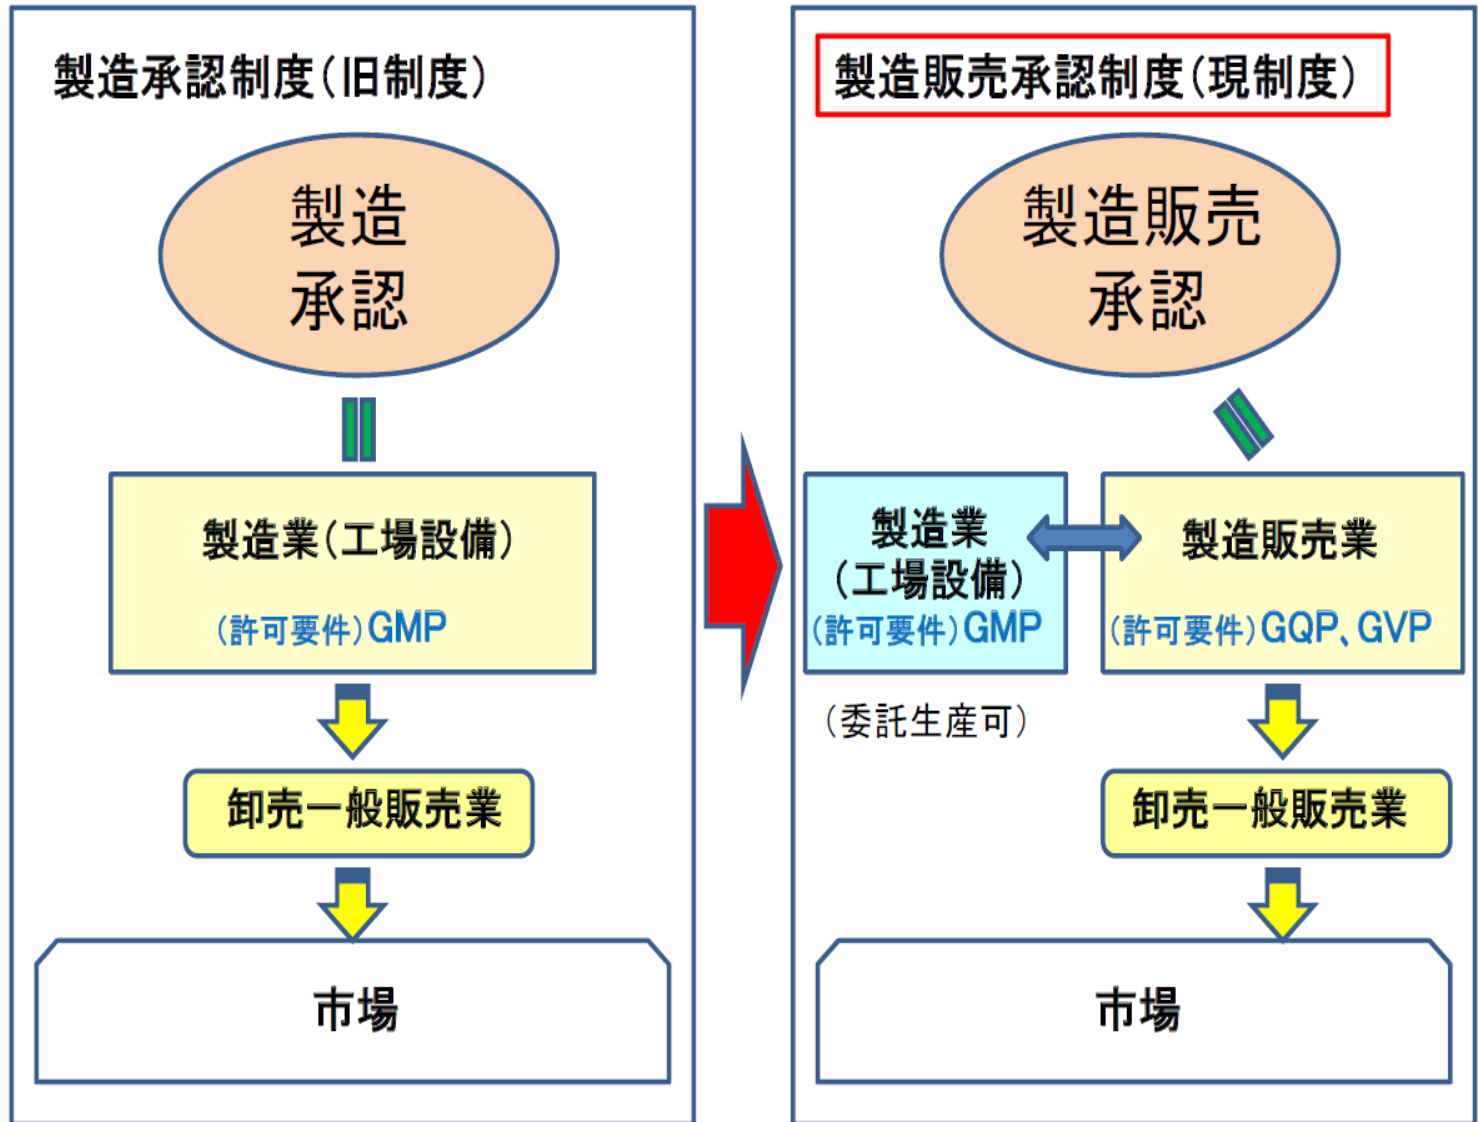 製造承認制度（旧制度）
製造
承認
製造業（工場設備）
（許可要件）GMP
卸売一般販売業
市場
製造販売承認制度（現制度）
製造販売
承認
製造業
（工場設備）
（許可要件）GMP
（委託生産可）
製造販売業
（許可要件）GQP、GVP
卸売一般販売業
市場